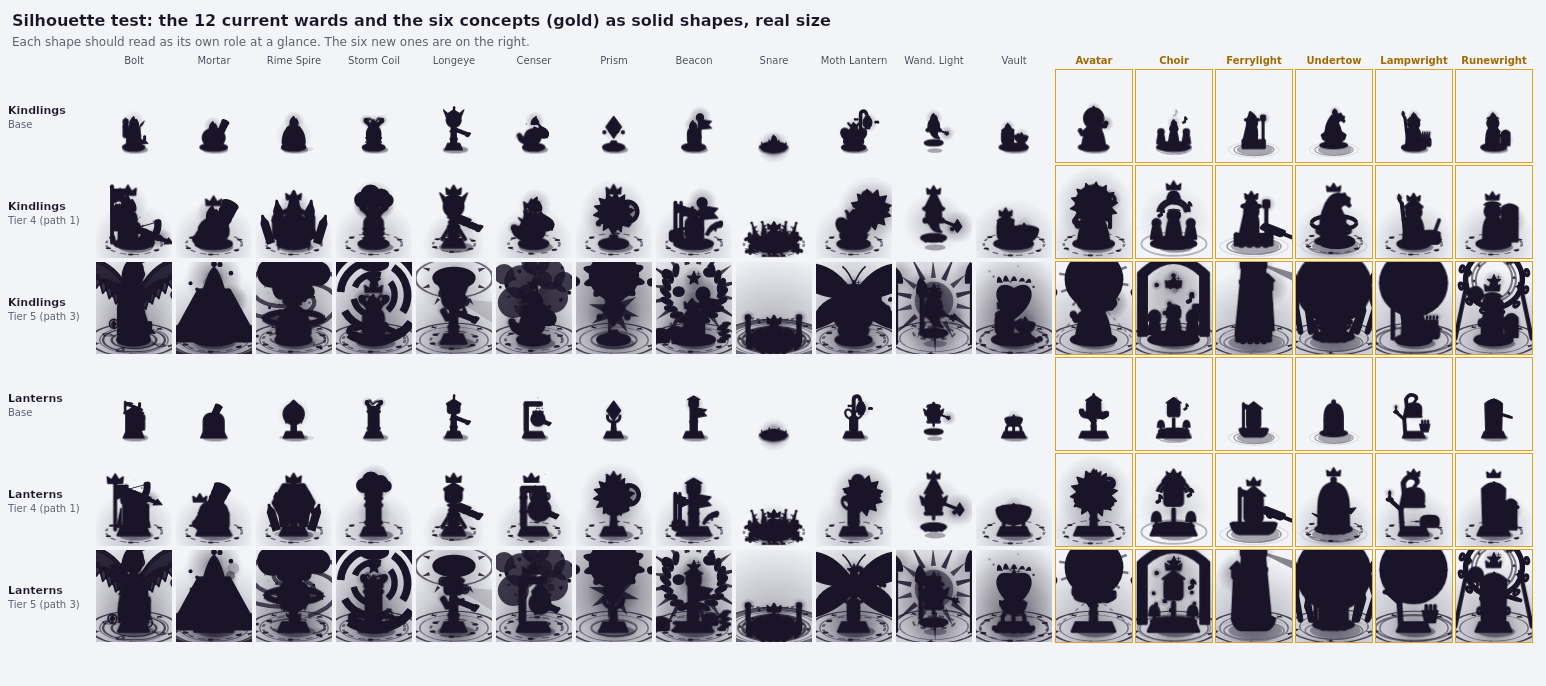 Silhouette test: the 12 current wards and the six concepts (gold) as solid shapes, real size
Each shape should read as its own role at a glance. The six new ones are on the right.
Bolt Mortar Rime Spire Storm Coil Longeye Censer Prism Beacon Snare Moth Lantern Wand. Light Vault Avatar Choir Ferrylight Undertow Lampwright Runewright
Kindlings
Base
Kindlings
Tier 4 (path 1)
Kindlings
Tier 5 (path 3)
Lanterns
Base
Lanterns
Tier 4 (path 1)
Lanterns
Tier 5 (path 3)